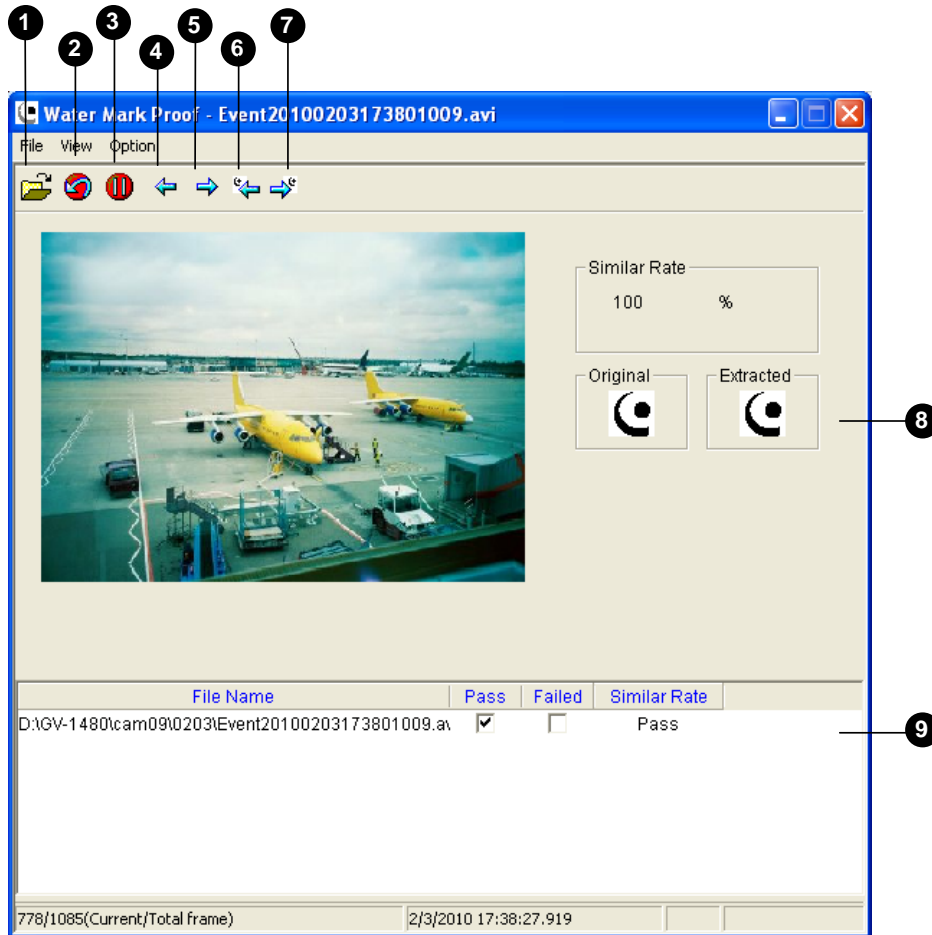 1 2 3 4 5 6 7
Water Mark Proof - Event20100203173801009.avi
File View Option
Similar Rate
100 %
Original Extracted
8
File Name Pass Failed Similar Rate
D:\GV-1480\cam09\0203\Event20100203173801009.av Pass
9
778/1085(Current/Total frame) 2/3/2010 17:38:27.919